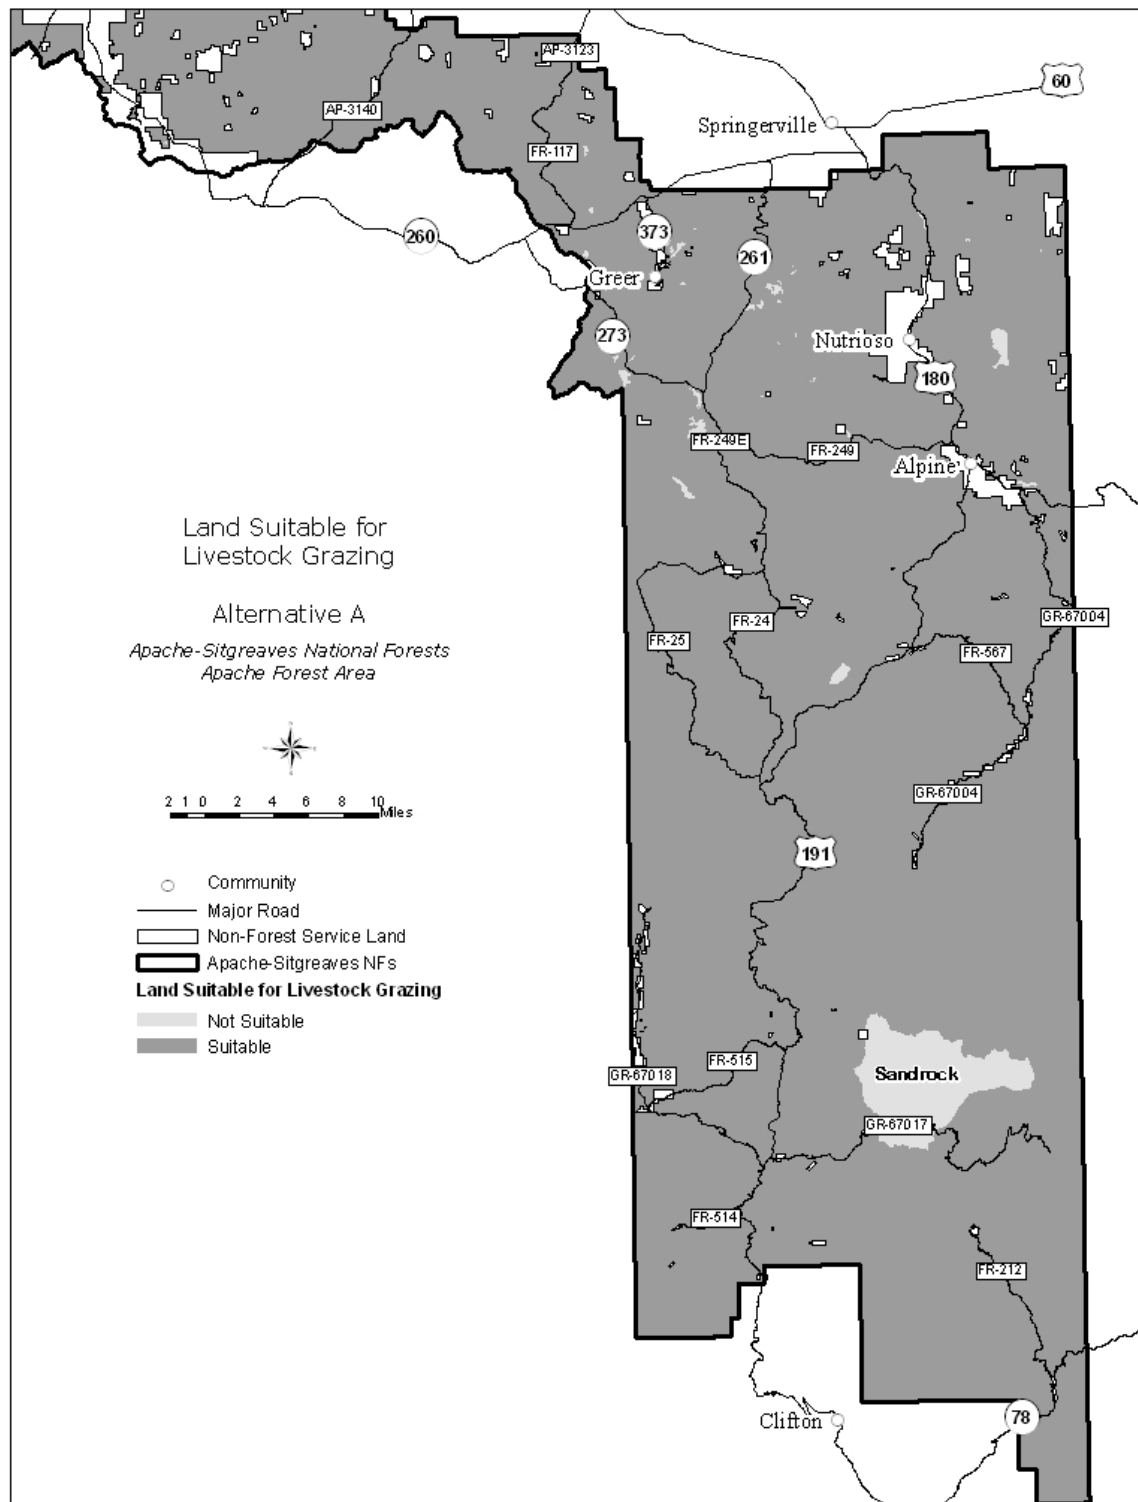 AP-3123
60
AP-3140
Springerville
FR-117
373
260
261
Greer
273
Nutrioso
180
FR-249E
FR-249
Alpine
Land Suitable for
Livestock Grazing
Alternative A
Apache-Sitgreaves National Forests
Apache Forest Area
FR-24
GR-67004
FR-25
FR-567
2 1 0 2 4 6 8 10
Miles
GR-67004
191
Community
Major Road
Non-Forest Service Land
Apache-Sitgreaves NFs
Land Suitable for Livestock Grazing
Not Suitable
Suitable
FR-515
GR-67018
Sandrock
GR-67017
FR-514
FR-212
Clifton
78